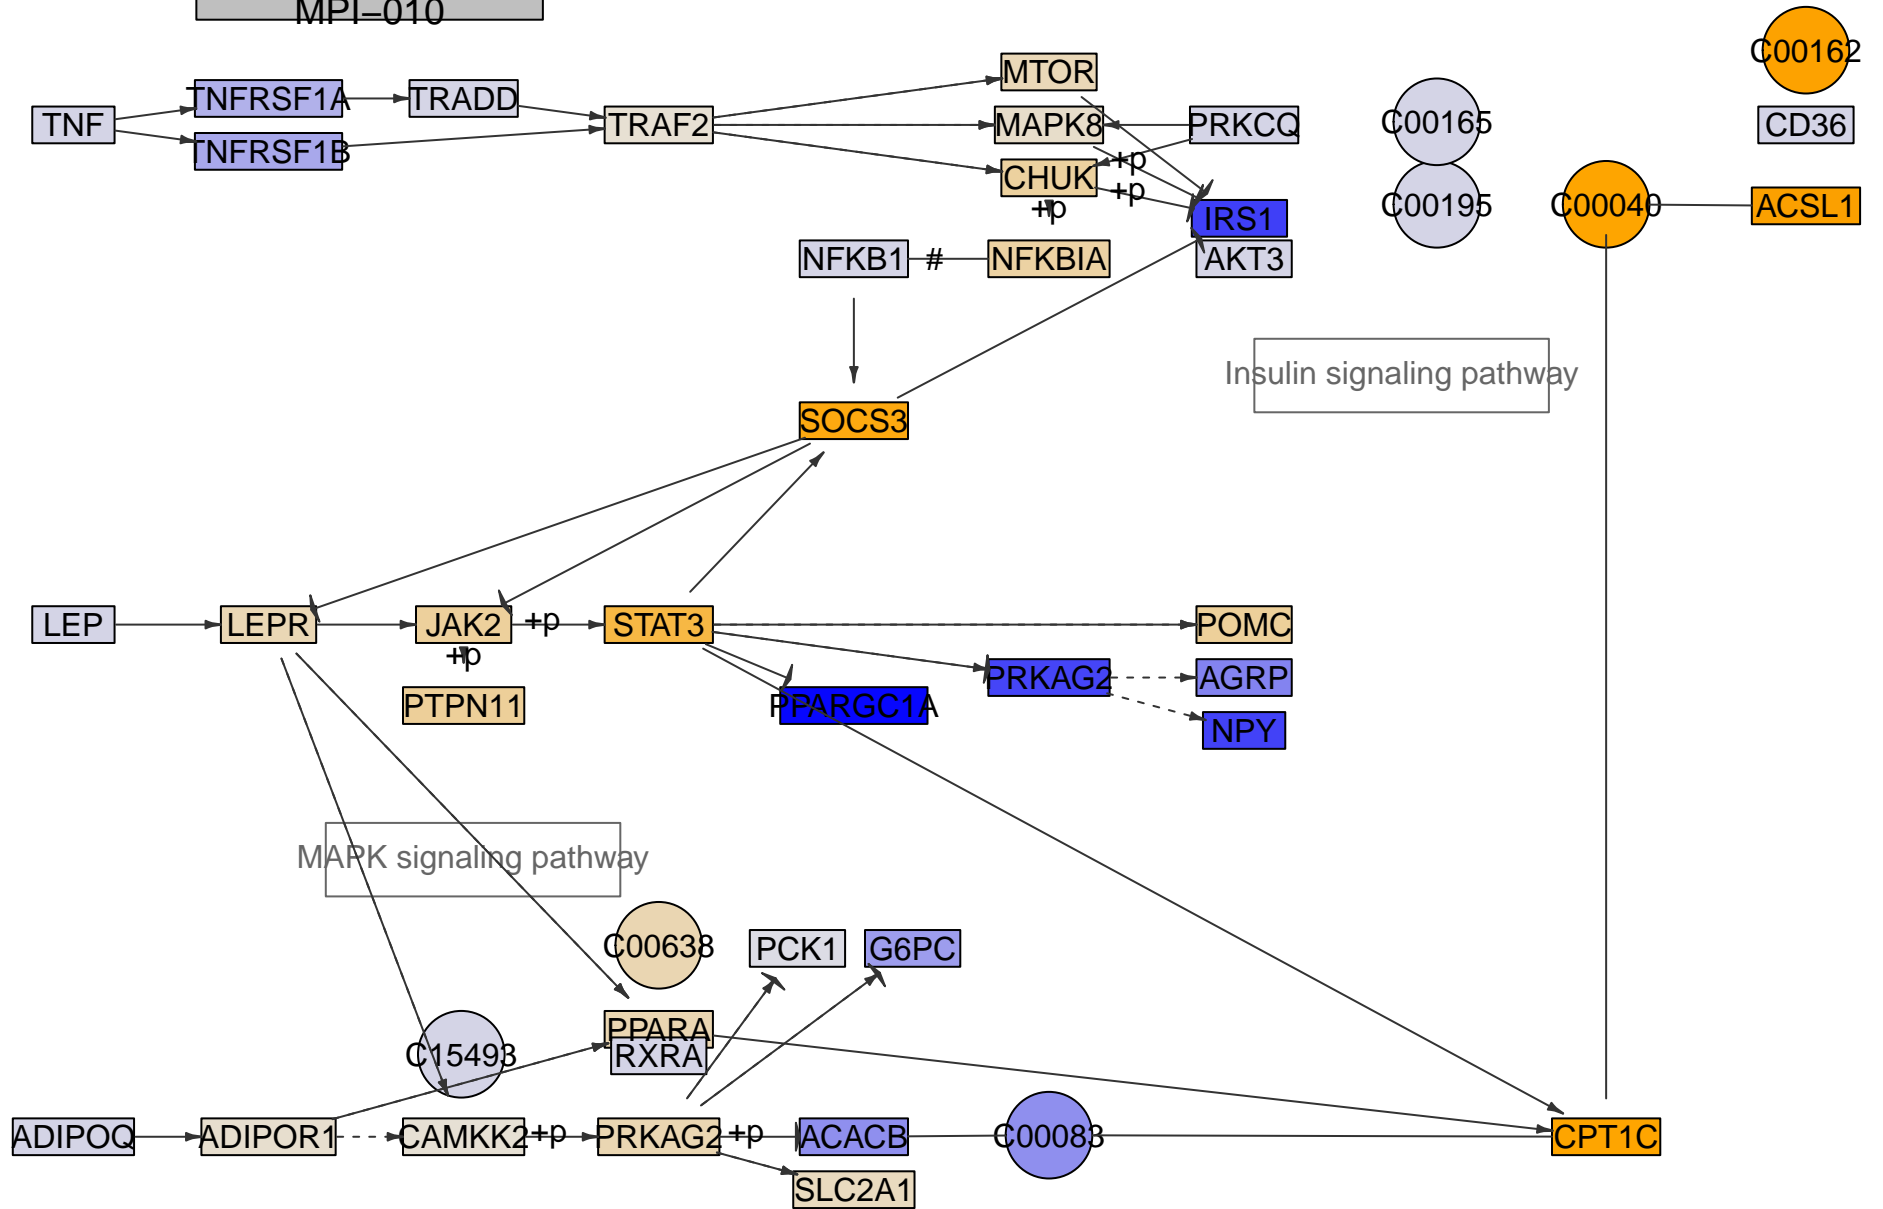 MPI−010
C00162
MTOR
TNFRSF1A
TRADD
TNF
TRAF2
MAPK8
PRKCQ
C00165
CD36
TNFRSF1B
+p
CHUK
+p
+p
IRS1
C00195
C00040
ACSL1
NFKB1
#
NFKBIA
AKT3
Insulin signaling pathway
SOCS3
LEP
LEPR
JAK2
+p
STAT3
POMC
+p
PRKAG2
AGRP
PTPN11
PPARGC1A
NPY
MAPK signaling pathway
C00638
PCK1
G6PC
PPARA
C15493
RXRA
ADIPOQ
ADIPOR1
CAMKK2
+p
PRKAG2
+p
ACACB
C00083
CPT1C
SLC2A1